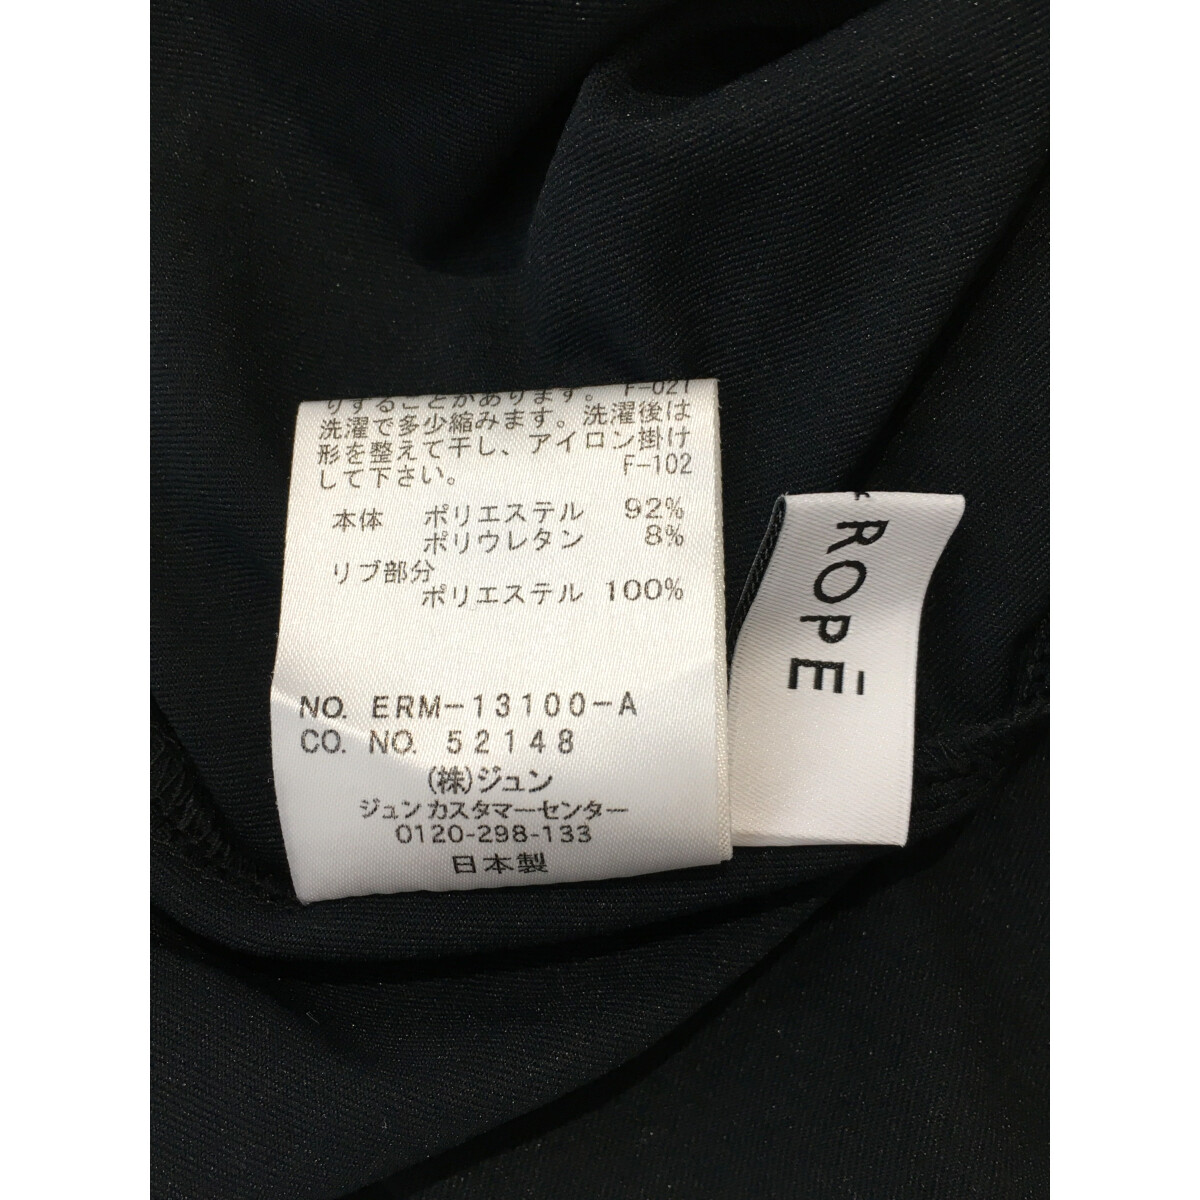 りすることがあります。 F-021
洗濯で多少縮みます。洗濯後は
形を整えて干し、アイロン掛け
して下さい。 F-102
本体 ポリエステル 92%
ポリウレタン 8%
リブ部分
ポリエステル 100%
NO. ERM-13100-A
CO. NO. 52148
(株)ジュン
ジュンカスタマーセンター
0120-298-133
日本製
ROPÉ